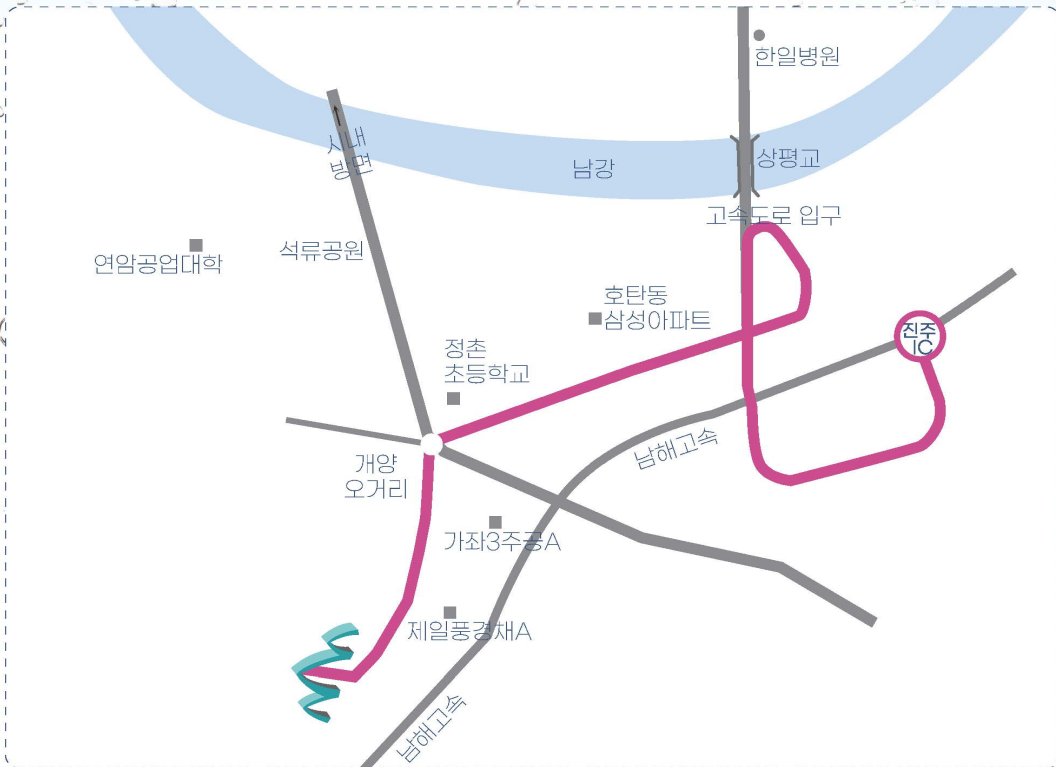 한일병원
시내
방면
남강
상평교
고속도로 입구
석류공원
연암공업대학
호탄동
삼성아파트
진주
IC
정촌
초등학교
남해고속
개양
오거리
가좌3주공A
제일풍경채A
남해고속